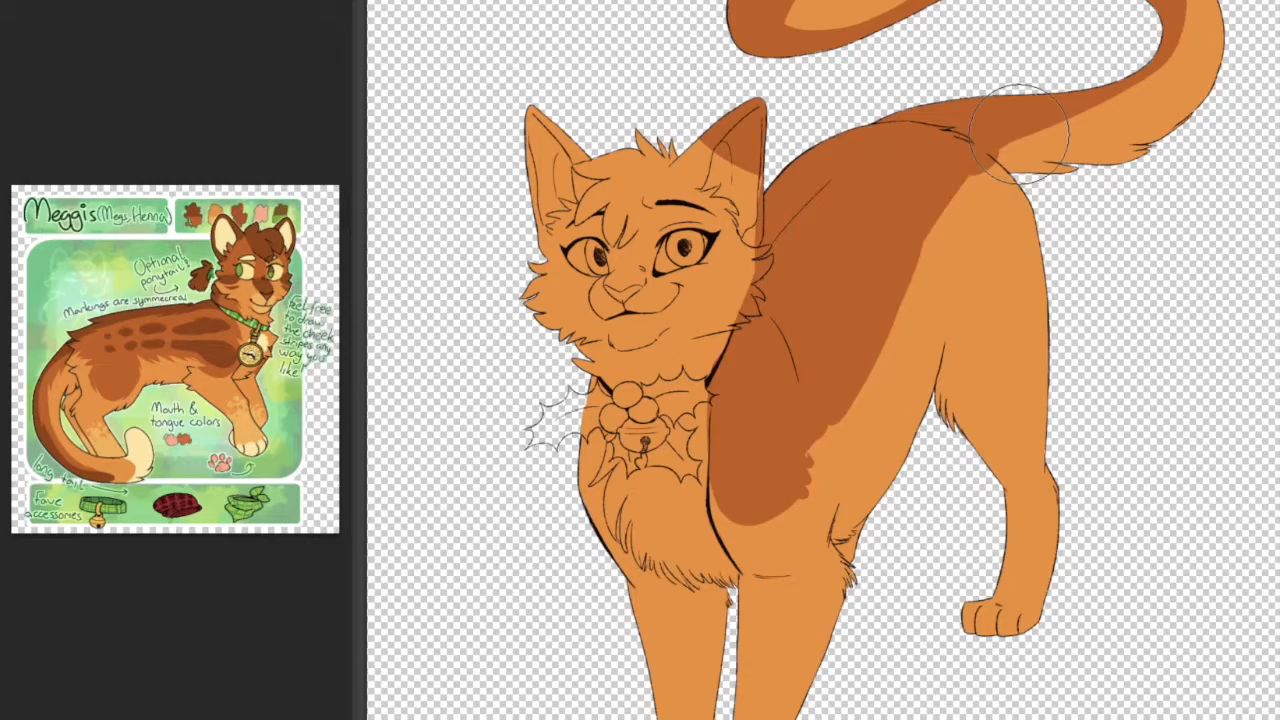 Meggis (Megs, Henna)
Optional
ponytail
Markings are symmecreal
Feel free
to draw
the cheek
stripes any
way you
like!
Mouth &
tongue colors
long tail
Fave
accessories